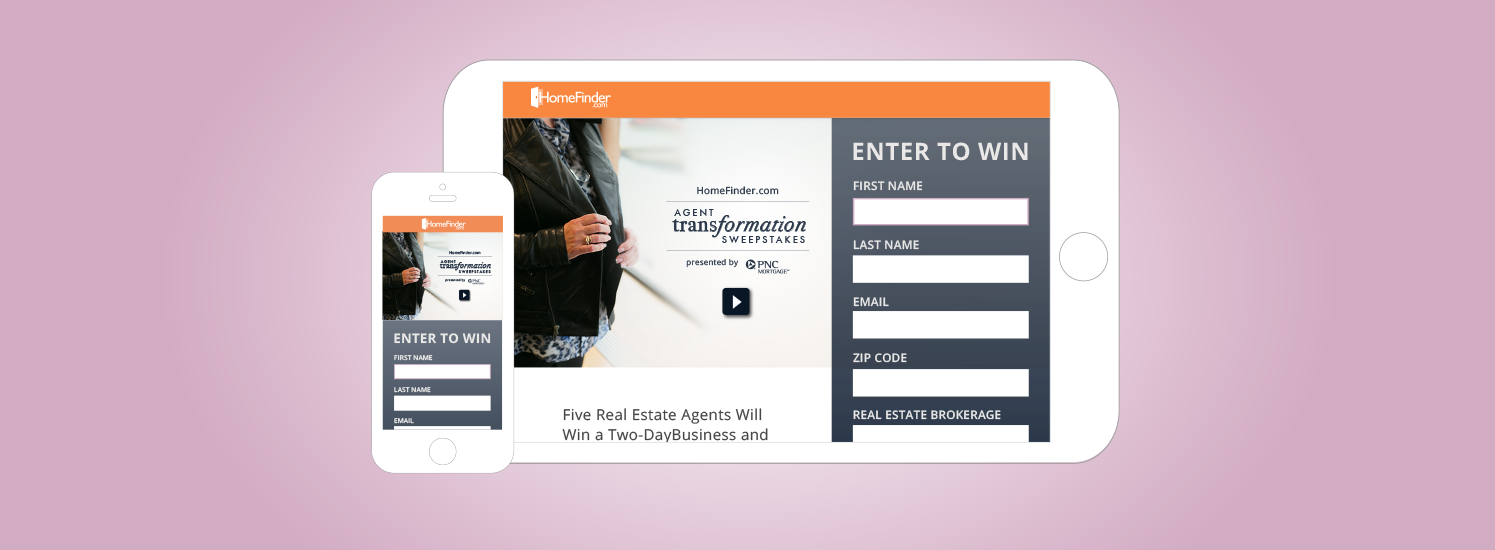 HomeFinder
.com
HomeFinder.com
AGENT
transformation
SWEEPSTAKES
presented by PNC
MORTGAGE
Five Real Estate Agents Will
Win a Two-DayBusiness and
ENTER TO WIN
FIRST NAME
LAST NAME
EMAIL
ZIP CODE
REAL ESTATE BROKERAGE
HomeFinder
HomeFinder.com
AGENT
transformation
SWEEPSTAKES
presented by PNC
ENTER TO WIN
FIRST NAME
LAST NAME
EMAIL